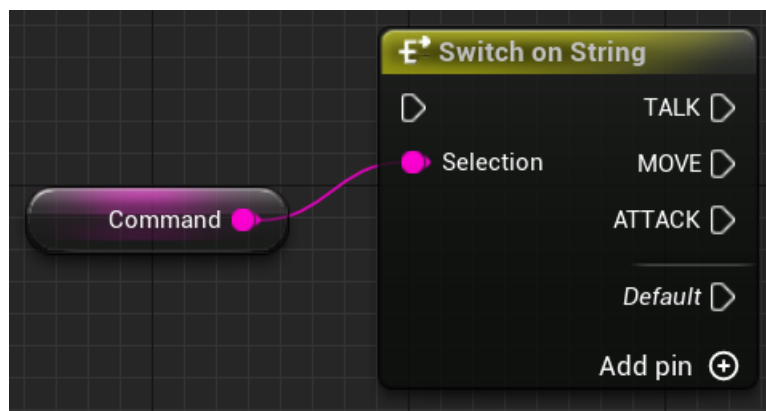 Switch on String
TALK
Selection
MOVE
Command
ATTACK
Default
Add pin